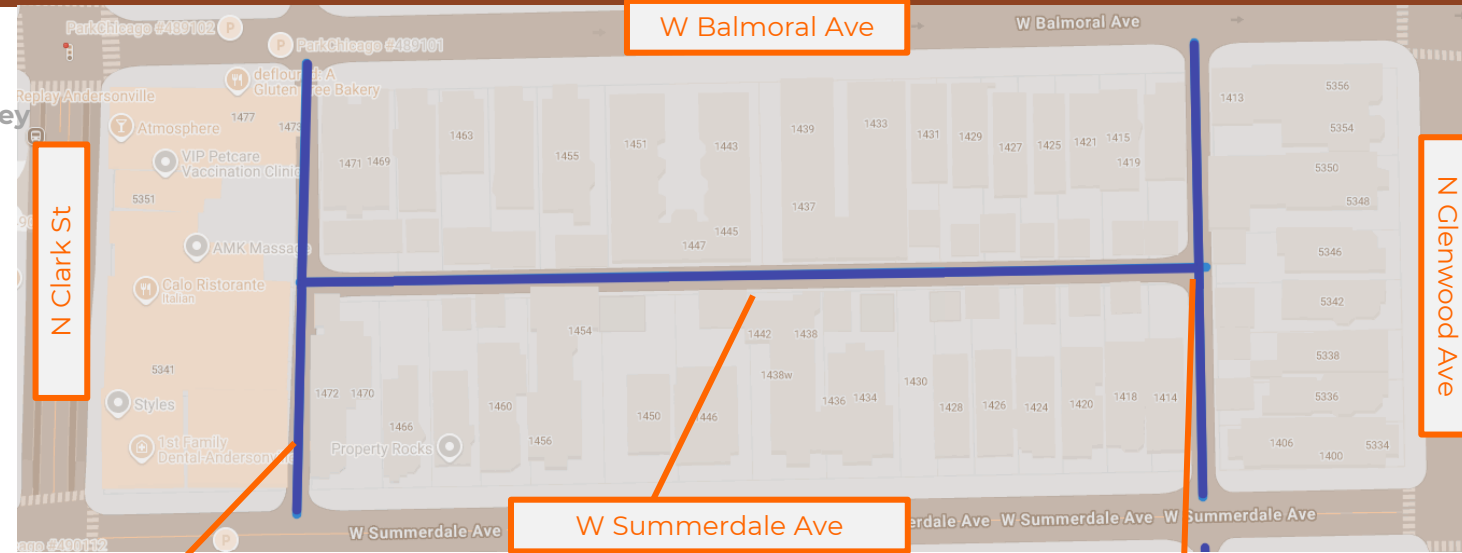 W Balmoral Ave
W Balmoral Ave
ParkChicago #489102
P
P
ParkChicago #489101
defloured: A
Gluten Free Bakery
Replay Andersonville
ey
Atmosphere
1477
1473
VIP Petcare
Vaccination Clinic
5351
AMK Massage
Calo Ristorante
Italian
5341
Styles
1st Family
Dental-Andersonville
N Clark St
1471
1469
1463
1455
1451
1443
1447
1445
1439
1437
1433
1431
1429
1427
1425
1421
1415
1419
1413
5356
5354
5350
5348
5346
5342
5338
5336
5334
1406
1400
N Glenwood Ave
1472
1470
1466
1460
1454
1456
1450
446
1442
1438
1438w
1436
1434
1430
1428
1426
1424
1420
1418
1414
Property Rocks
W Summerdale Ave
W Summerdale Ave
erdale Ave
W Summerdale Ave
W Summerdale Ave
P